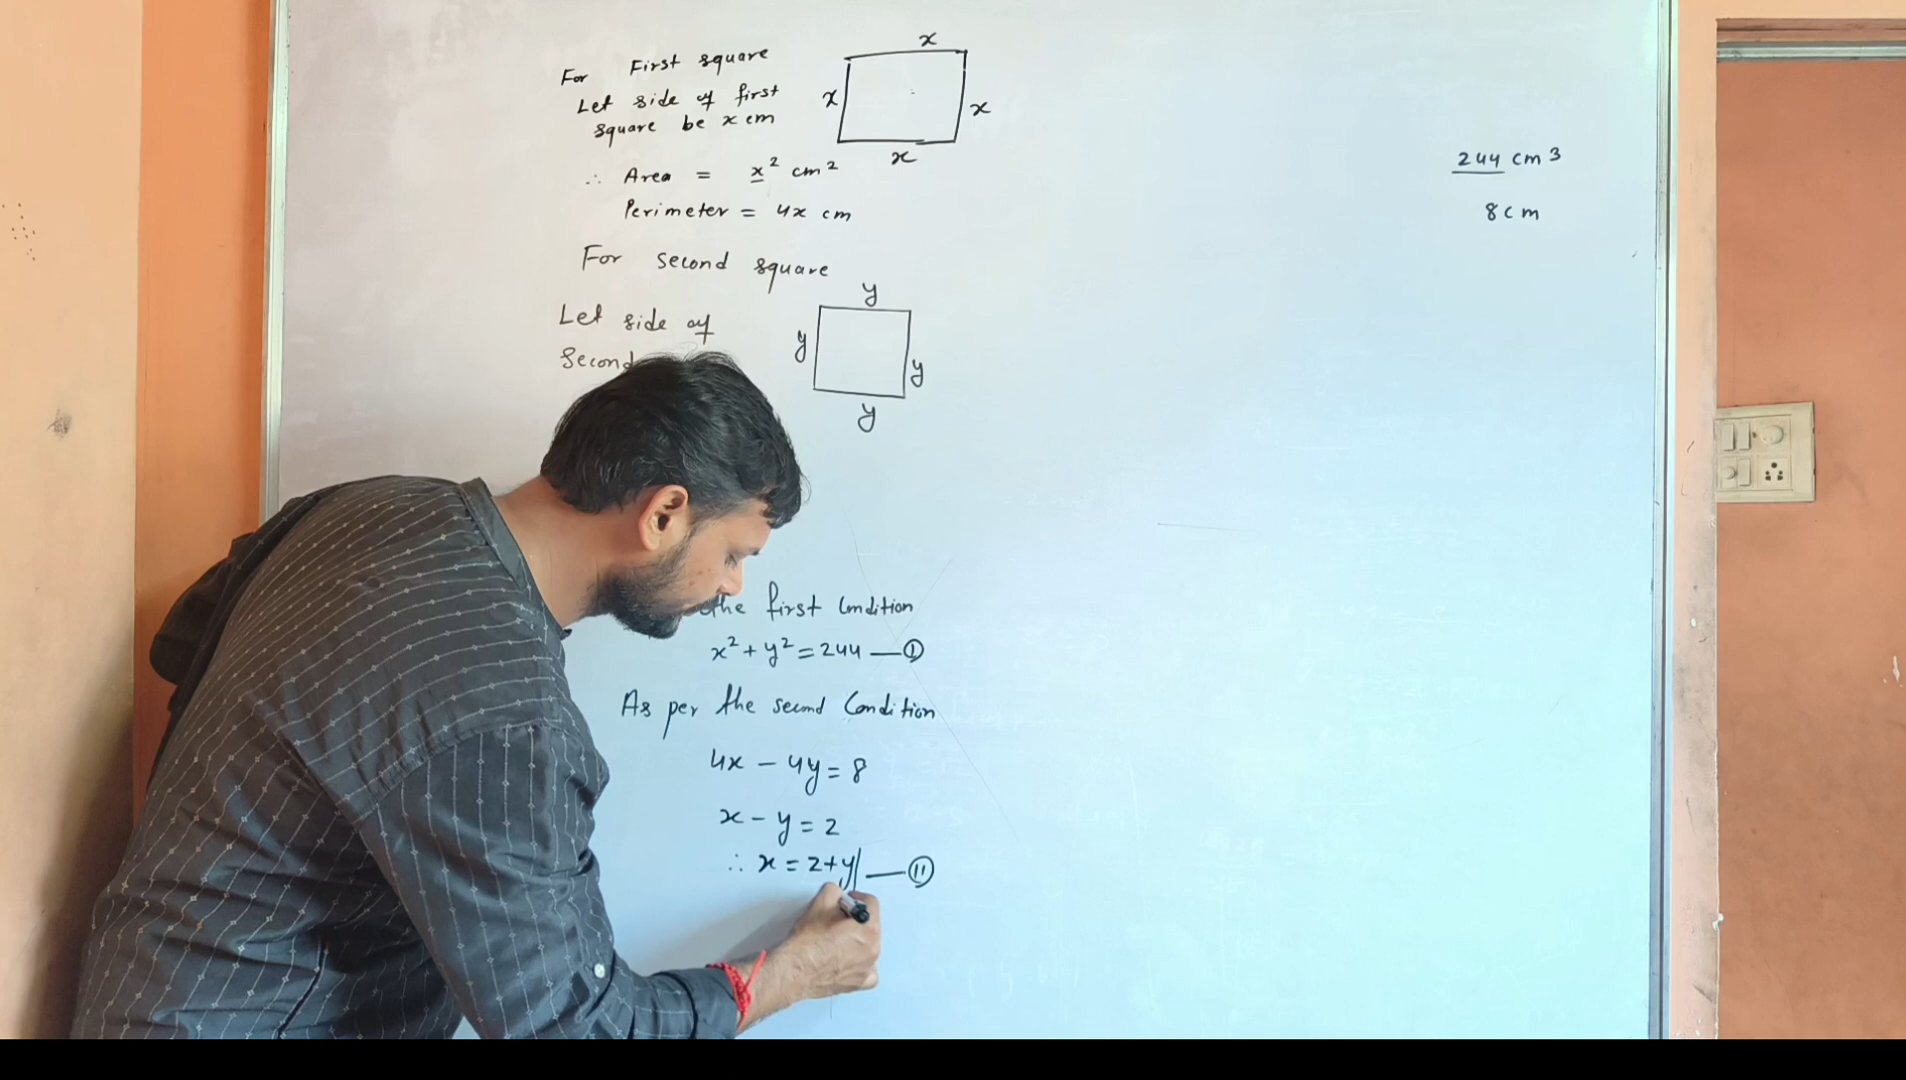 For First square
Let side of first
square be x cm
x
x
x
x
∴ Area = x² cm²
Perimeter = 4x cm
For second square
Let side of
Second
y
y
y
y
the first Condition
x² + y² = 244 — ①
As per the second Condition
4x − 4y = 8
x − y = 2
∴ x = 2+y — ⑪
244 cm 3
8 cm